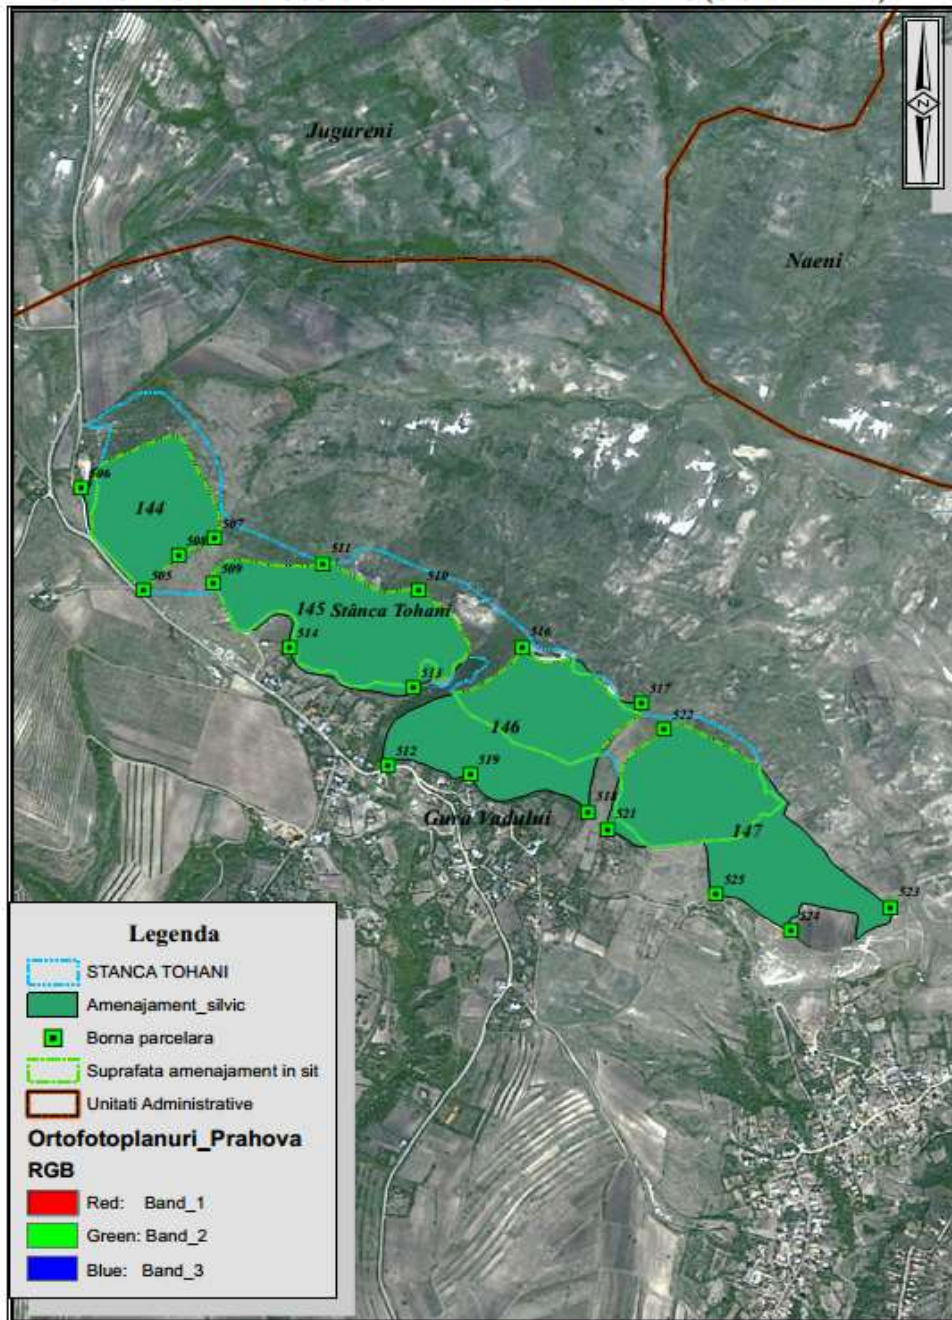 Jugureni
Naeni
506
144
507
508
511
505
509
510
145 Stânca Tohani
514
516
513
517
146
522
512
519
518
Gura Vadului
521
147
525
523
524
Legenda
STANCA TOHANI
Amenajament_silvic
Borna parcelara
Suprafata amenajament in sit
Unitati Administrative
Ortofotoplanuri_Prahova
RGB
Red: Band_1
Green: Band_2
Blue: Band_3